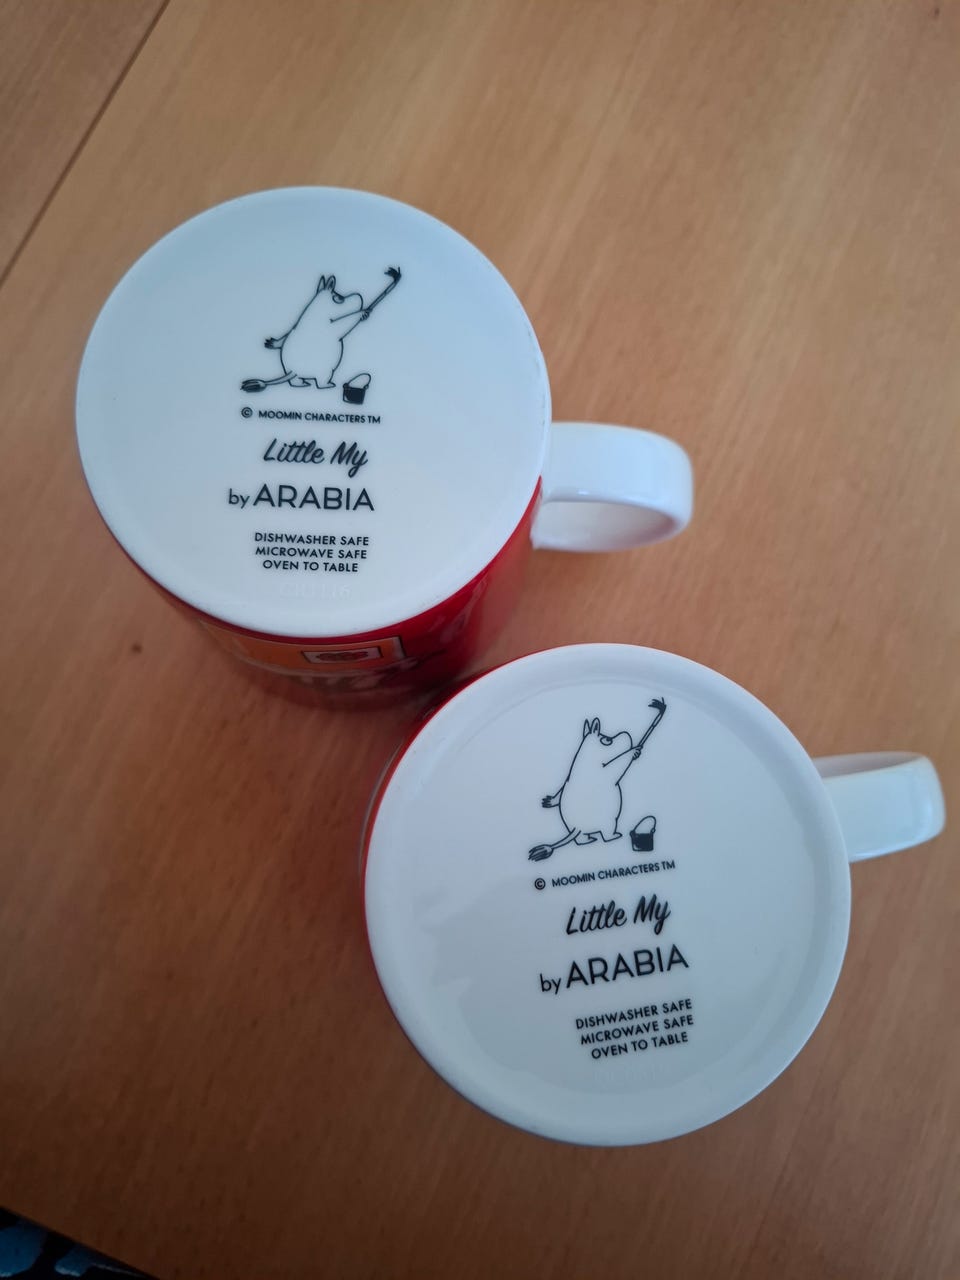 © MOOMIN CHARACTERS TM
Little My
by ARABIA
DISHWASHER SAFE
MICROWAVE SAFE
OVEN TO TABLE
© MOOMIN CHARACTERS TM
Little My
by ARABIA
DISHWASHER SAFE
MICROWAVE SAFE
OVEN TO TABLE